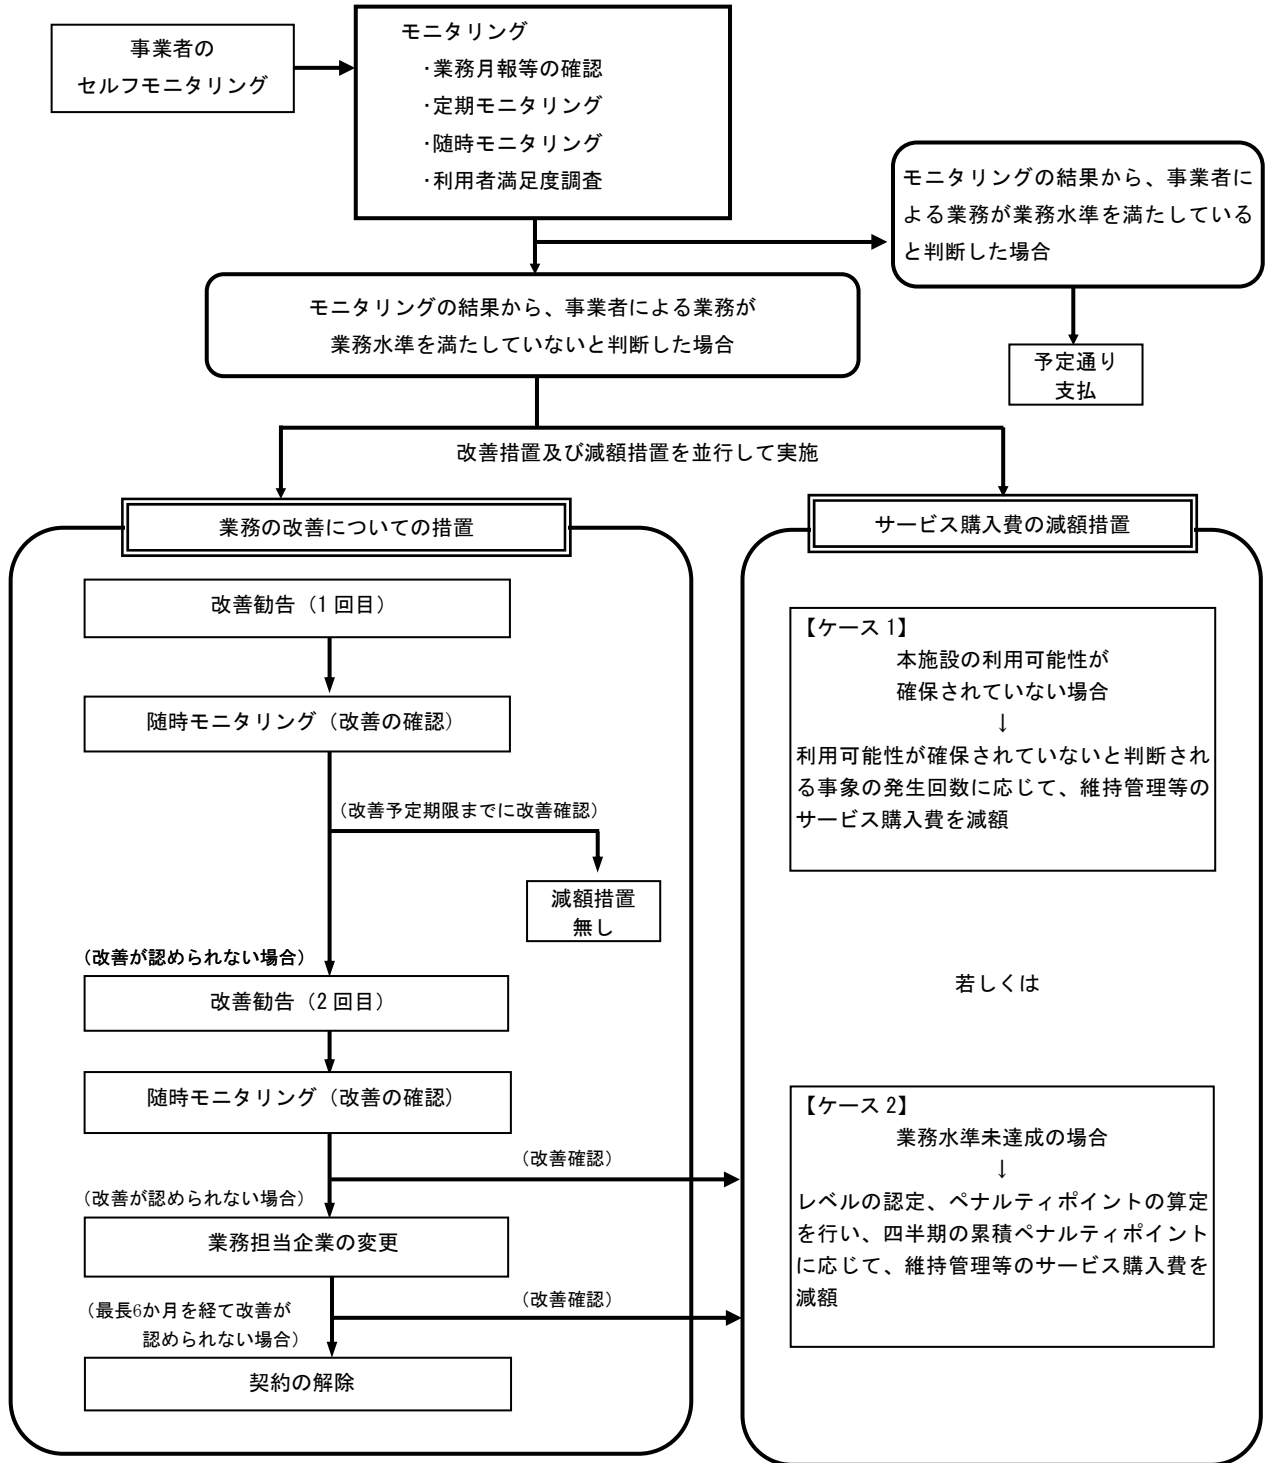 事業者の
セルフモニタリング
モニタリング
・業務月報等の確認
・定期モニタリング
・随時モニタリング
・利用者満足度調査
モニタリングの結果から、事業者に
よる業務が業務水準を満たしている
と判断した場合
モニタリングの結果から、事業者による業務が
業務水準を満たしていないと判断した場合
予定通り
支払
改善措置及び減額措置を並行して実施
業務の改善についての措置
改善勧告（1回目）
随時モニタリング（改善の確認）
（改善予定期限までに改善確認）
減額措置
無し
（改善が認められない場合）
改善勧告（2回目）
随時モニタリング（改善の確認）
（改善確認）
（改善が認められない場合）
業務担当企業の変更
（改善確認）
（最長6か月を経て改善が
認められない場合）
契約の解除
サービス購入費の減額措置
【ケース1】
本施設の利用可能性が
確保されていない場合
↓
利用可能性が確保されていないと判断され
る事象の発生回数に応じて、維持管理等の
サービス購入費を減額
若しくは
【ケース2】
業務水準未達成の場合
↓
レベルの認定、ペナルティポイントの算定
を行い、四半期の累積ペナルティポイント
に応じて、維持管理等のサービス購入費を
減額